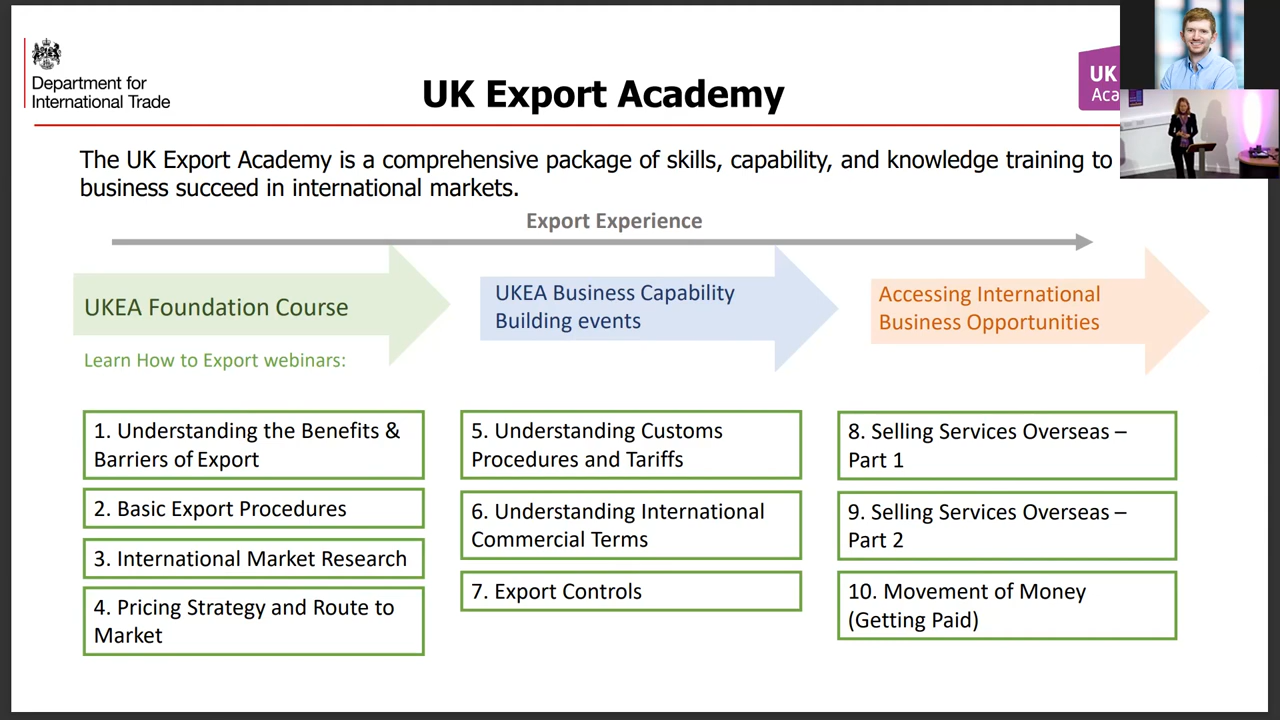 Department for
International Trade
UK Export Academy
UK
Aca
The UK Export Academy is a comprehensive package of skills, capability, and knowledge training to
business succeed in international markets.
Export Experience
UKEA Foundation Course
UKEA Business Capability
Building events
Accessing International
Business Opportunities
Learn How to Export webinars:
1. Understanding the Benefits &
Barriers of Export
2. Basic Export Procedures
3. International Market Research
4. Pricing Strategy and Route to
Market
5. Understanding Customs
Procedures and Tariffs
6. Understanding International
Commercial Terms
7. Export Controls
8. Selling Services Overseas –
Part 1
9. Selling Services Overseas –
Part 2
10. Movement of Money
(Getting Paid)